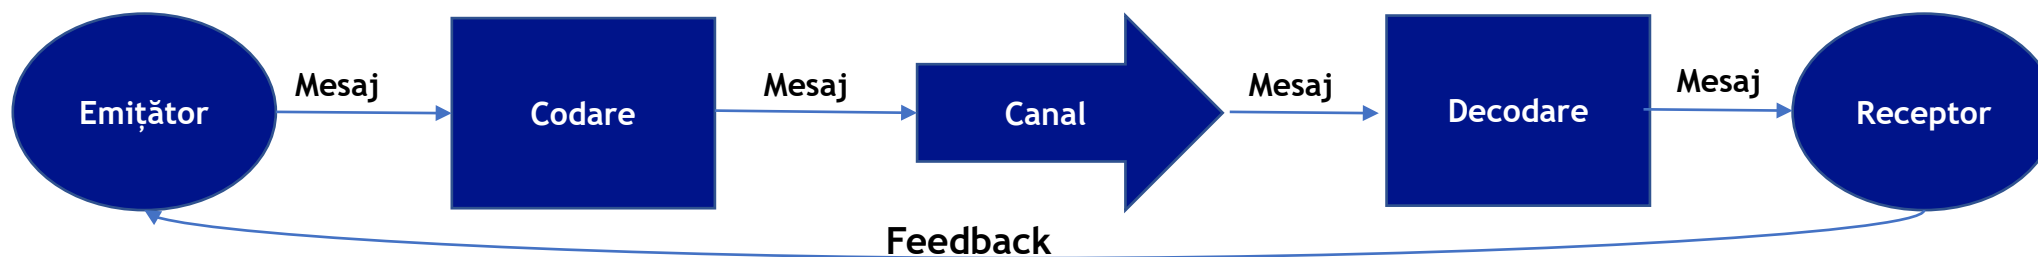 Emițător
Mesaj
Codare
Mesaj
Canal
Mesaj
Decodare
Mesaj
Receptor
Feedback